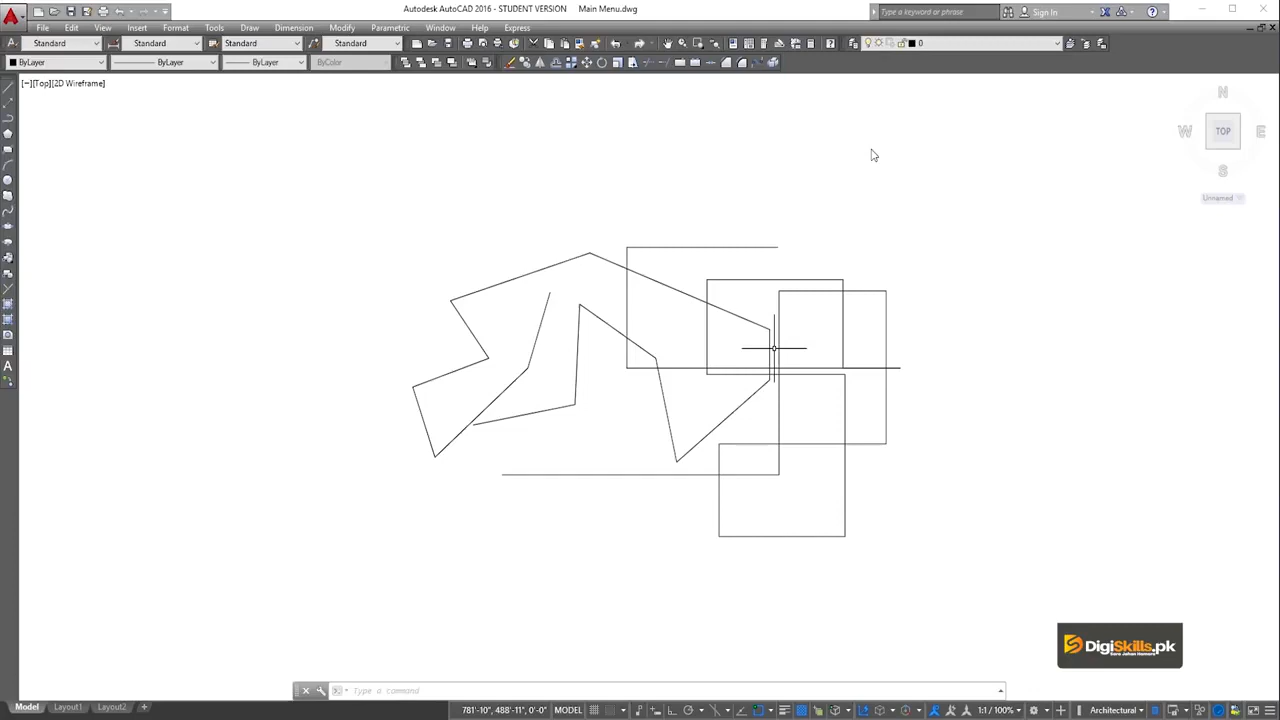 Autodesk AutoCAD 2016 - STUDENT VERSION Main Menu.dwg
Type a keyword or phrase
Sign In
File Edit View Insert Format Tools Draw Dimension Modify Parametric Window Help Express
Standard Standard Standard Standard 0
ByLayer ByLayer ByLayer ByColor
[−][Top][2D Wireframe]
N
W TOP E
S
Unnamed
DigiSkills.pk
Type a command
Model Layout1 Layout2 +
781'-10, 488'-11", 0'-0" MODEL 1:1 / 100% Architectural